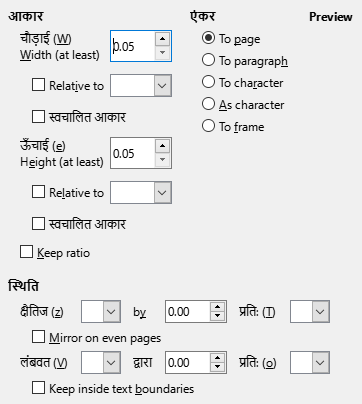 आकार
चौड़ाई (W)
Width (at least)
0.05
Relative to
स्वचालित आकार
ऊँचाई (e)
Height (at least)
0.05
Relative to
स्वचालित आकार
Keep ratio
ऐंकर
To page
To paragraph
To character
As character
To frame
Preview
स्थिति
क्षैतिज (z) by 0.00 प्रति: (T)
Mirror on even pages
लंबवत (V) द्वारा 0.00 प्रति: (o)
Keep inside text boundaries